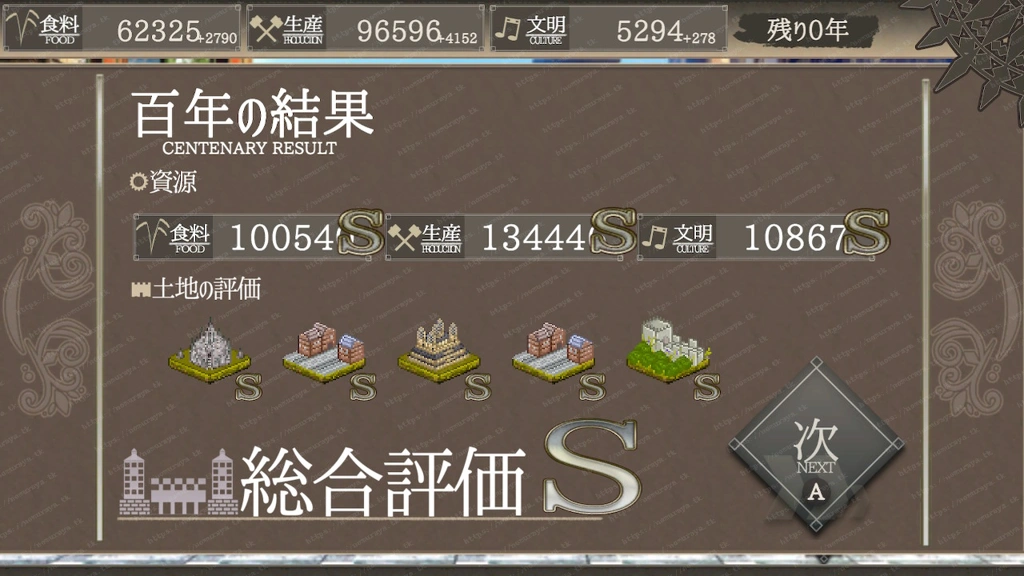 食料 FOOD 62325 +2790 生産 96596 +4152 文明 CULTURE 5294 +278 残り0年
百年の結果
CENTENARY RESULT
資源
食料 FOOD 10054 S 生産 13444 S 文明 CULTURE 10867 S
土地の評価
S S S S S
総合評価 S
次
NEXT
A